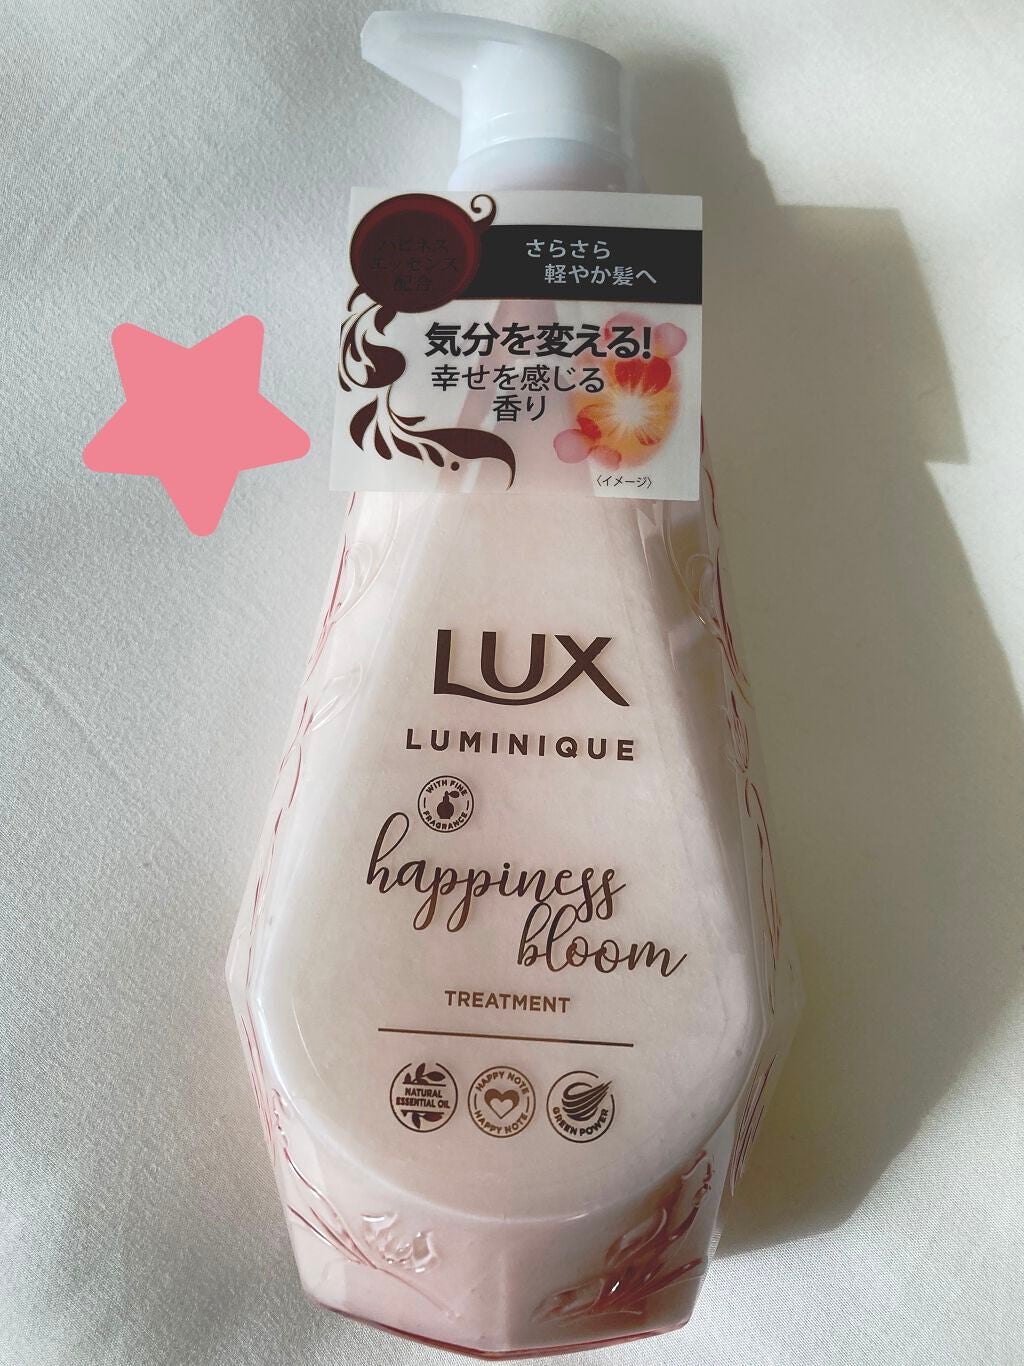 ハピネス
エッセンス
配合
さらさら
軽やか髪へ
気分を変える!
幸せを感じる
香り
〈イメージ〉
LUX
LUMINIQUE
WITH FINE
FRAGRANCE
happiness
bloom
TREATMENT
NATURAL
ESSENTIAL OIL
HAPPY NOTE
HAPPY NOTE
GREEN POWER